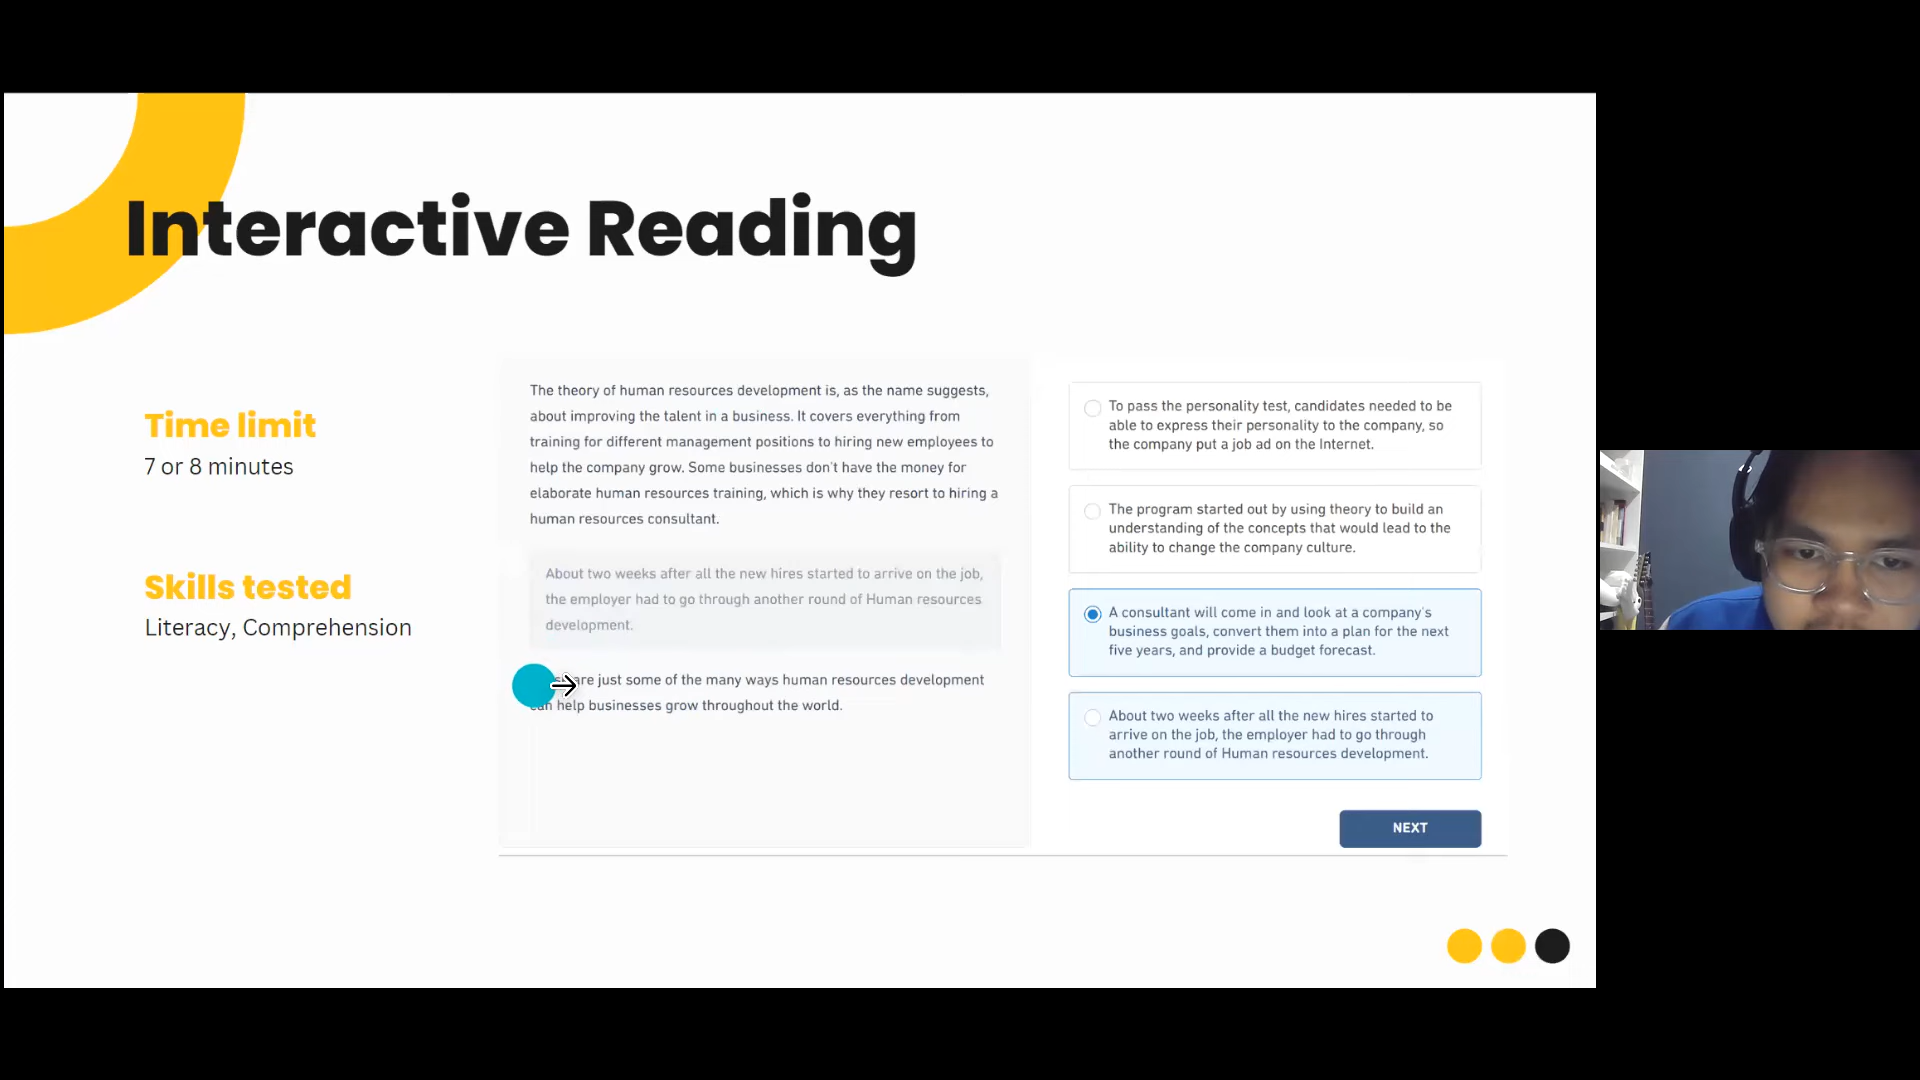 Interactive Reading
Time limit
7 or 8 minutes
Skills tested
Literacy, Comprehension
The theory of human resources development is, as the name suggests,
about improving the talent in a business. It covers everything from
training for different management positions to hiring new employees to
help the company grow. Some businesses don't have the money for
elaborate human resources training, which is why they resort to hiring a
human resources consultant.
About two weeks after all the new hires started to arrive on the job,
the employer had to go through another round of Human resources
development.
are just some of the many ways human resources development
can help businesses grow throughout the world.
To pass the personality test, candidates needed to be
able to express their personality to the company, so
the company put a job ad on the Internet.
The program started out by using theory to build an
understanding of the concepts that would lead to the
ability to change the company culture.
A consultant will come in and look at a company's
business goals, convert them into a plan for the next
five years, and provide a budget forecast.
About two weeks after all the new hires started to
arrive on the job, the employer had to go through
another round of Human resources development.
NEXT